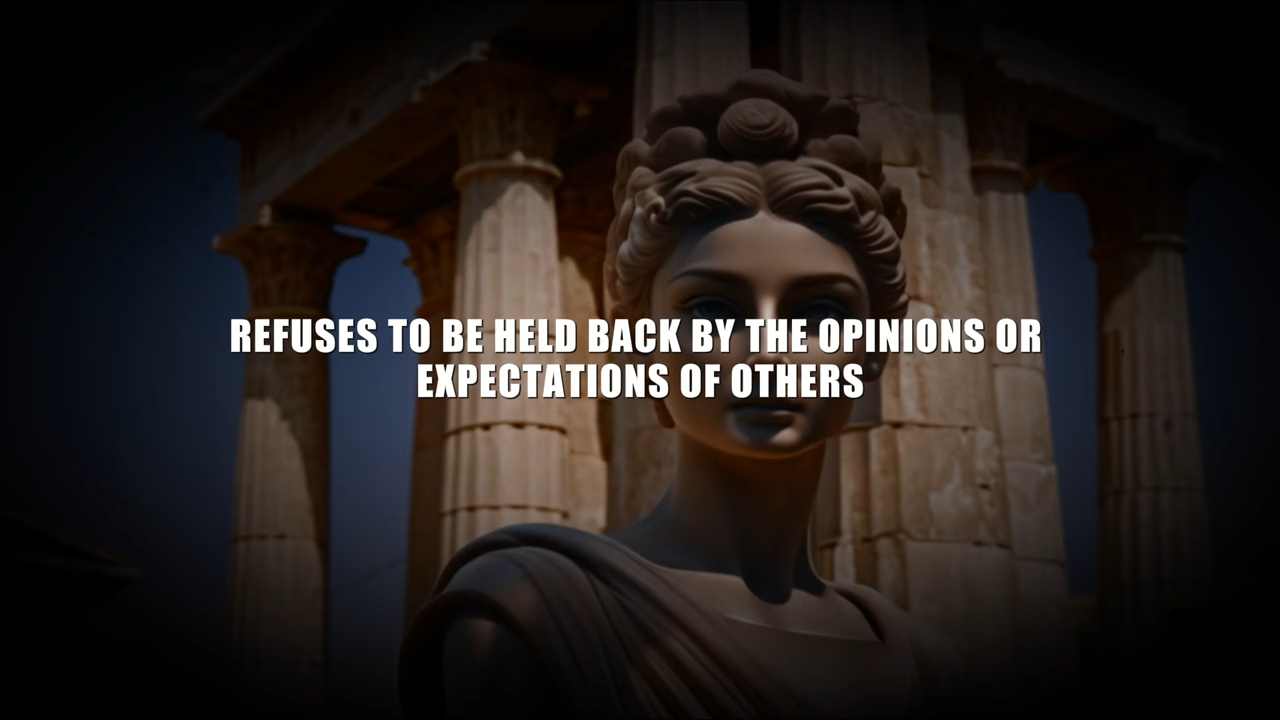 REFUSES TO BE HELD BACK BY THE OPINIONS OR
EXPECTATIONS OF OTHERS